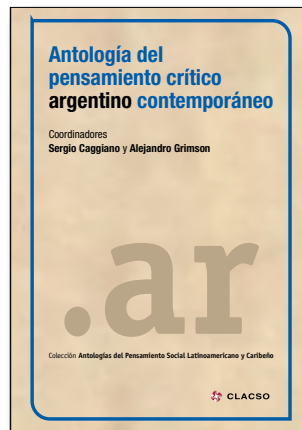 Antología del
pensamiento crítico
argentino contemporáneo
Coordinadores
Sergio Caggiano y Alejandro Grimson
.ar
Colección Antologías del Pensamiento Social Latinoamericano y Caribeño
CLACSO